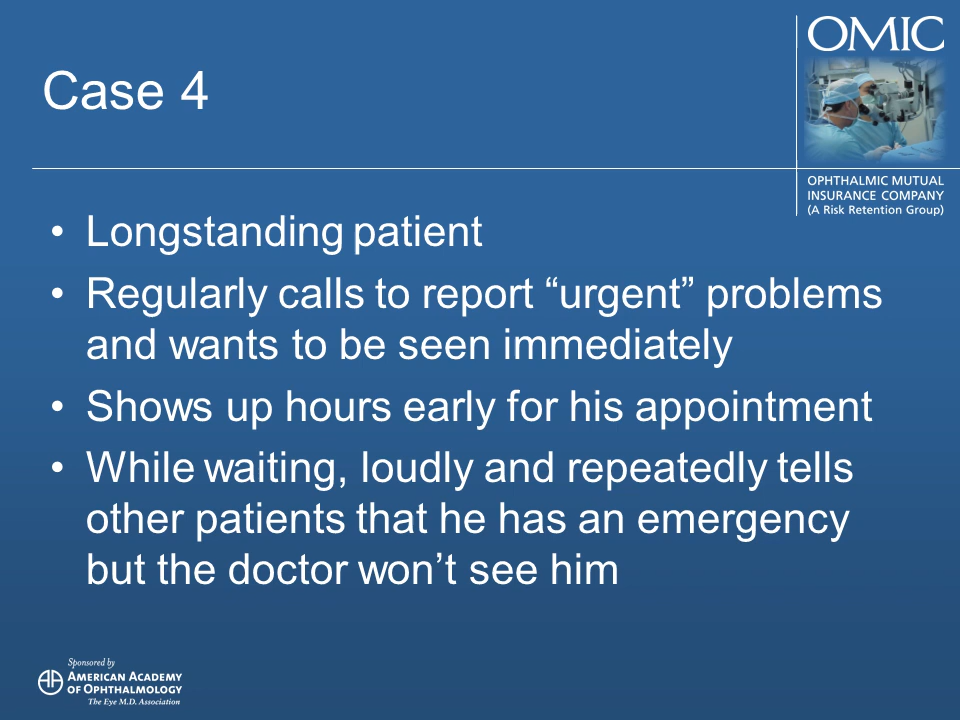 OMIC
Case 4
OPHTHALMIC MUTUAL
INSURANCE COMPANY
(A Risk Retention Group)
• Longstanding patient
• Regularly calls to report “urgent” problems
and wants to be seen immediately
• Shows up hours early for his appointment
• While waiting, loudly and repeatedly tells
other patients that he has an emergency
but the doctor won’t see him
Sponsored by
AMERICAN ACADEMY
OF OPHTHALMOLOGY
The Eye M.D. Association